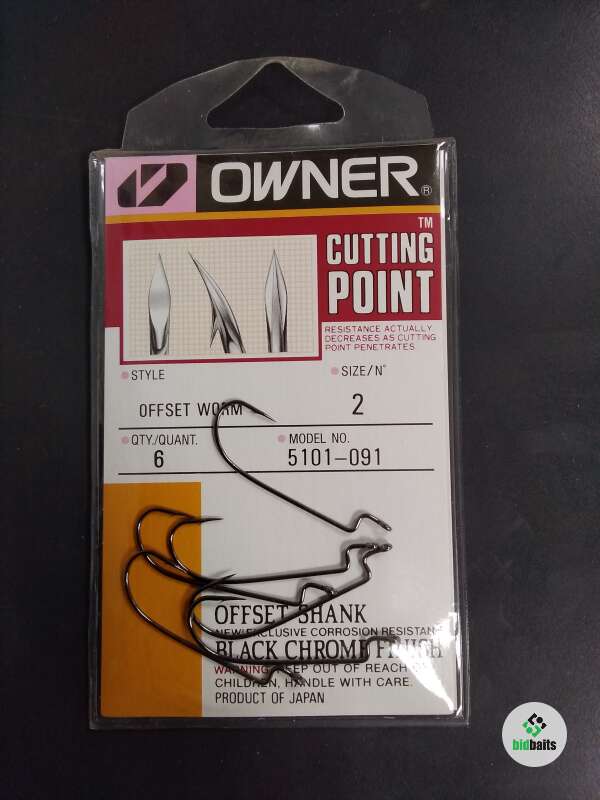 OWNER®
TM
CUTTING
POINT
RESISTANCE ACTUALLY
DECREASES AS CUTTING
POINT PENETRATES
STYLE
SIZE/N°
OFFSET WORM
2
QTY./QUANT.
MODEL NO.
6
5101-091
OFFSET SHANK
NEW! EXCLUSIVE CORROSION RESISTANT
BLACK CHROME FINISH
WARNING: KEEP OUT OF REACH OF
CHILDREN, HANDLE WITH CARE.
PRODUCT OF JAPAN
bidbaits